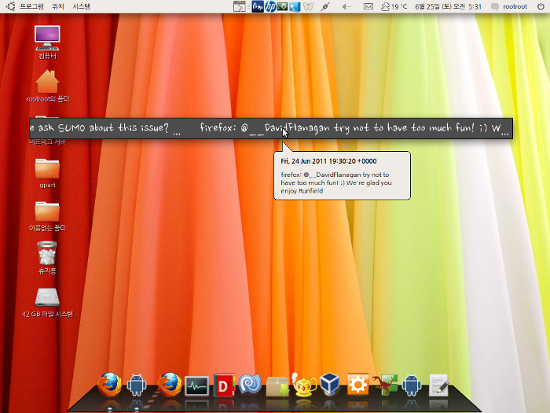 프로그램 위치 시스템 19 °C 6월 25일 (토) 오전 5:31 rootroot
컴퓨터
rootroot의 폴더
e ask SUMO about this issue? ... firefox: @__DavidFlanagan try not to have too much fun! ;) W...
네트워크 서버
Fri, 24 Jun 2011 19:30:20 +0000
firefox: @__DavidFlanagan try not to
have too much fun! ;) We're glad you
enjoy Runfield
gpart
이름없는 폴더
휴지통
42 GB 파일 시스템